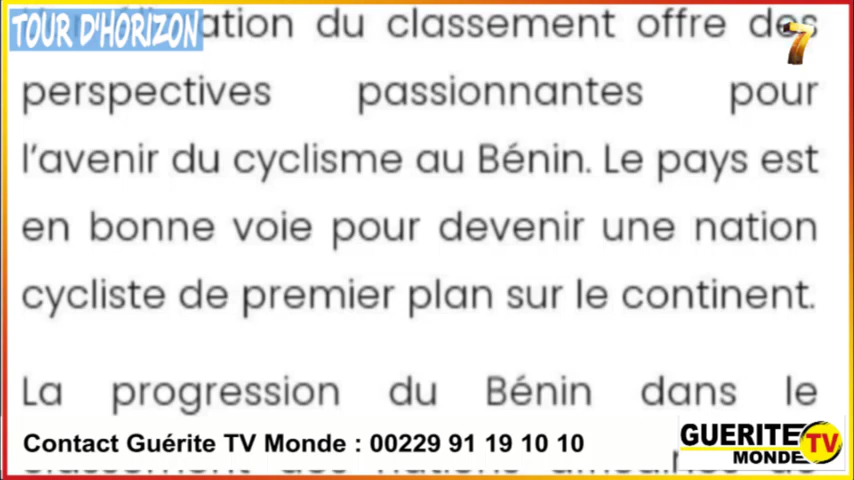 TOUR D'HORIZON
ation du classement offre des
7
perspectives passionnantes pour
l'avenir du cyclisme au Bénin. Le pays est
en bonne voie pour devenir une nation
cycliste de premier plan sur le continent.
La progression du Bénin dans le
Contact Guérite TV Monde : 00229 91 19 10 10
GUERITE TV
MONDE